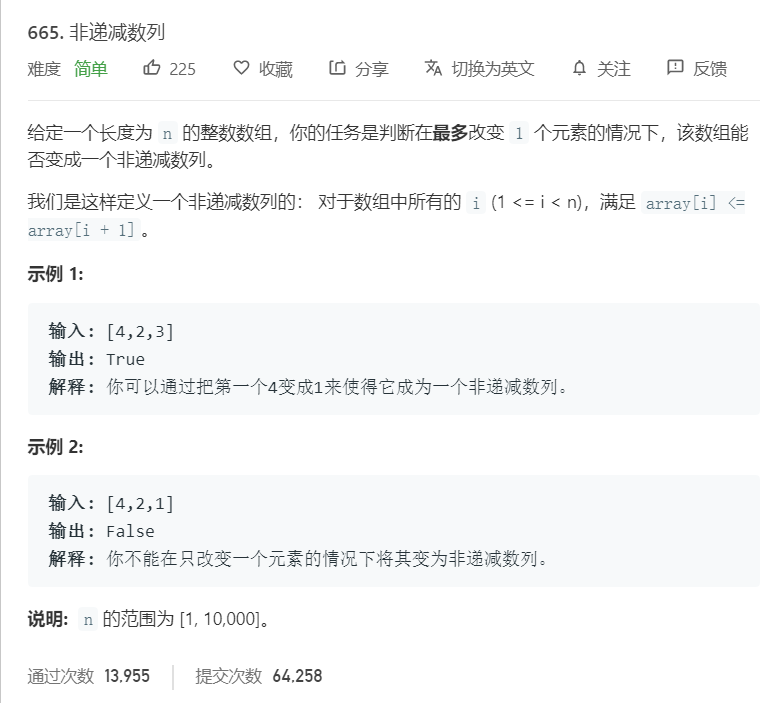 665. 非递减数列
难度 简单 225 收藏 分享 切换为英文 关注 反馈
给定一个长度为 n 的整数数组，你的任务是判断在最多改变 1 个元素的情况下，该数组能
否变成一个非递减数列。
我们是这样定义一个非递减数列的： 对于数组中所有的 i (1 <= i < n)，满足 array[i] <=
array[i + 1]。
示例 1:
输入: [4,2,3]
输出: True
解释: 你可以通过把第一个4变成1来使得它成为一个非递减数列。
示例 2:
输入: [4,2,1]
输出: False
解释: 你不能在只改变一个元素的情况下将其变为非递减数列。
说明: n 的范围为 [1, 10,000]。
通过次数 13,955 提交次数 64,258